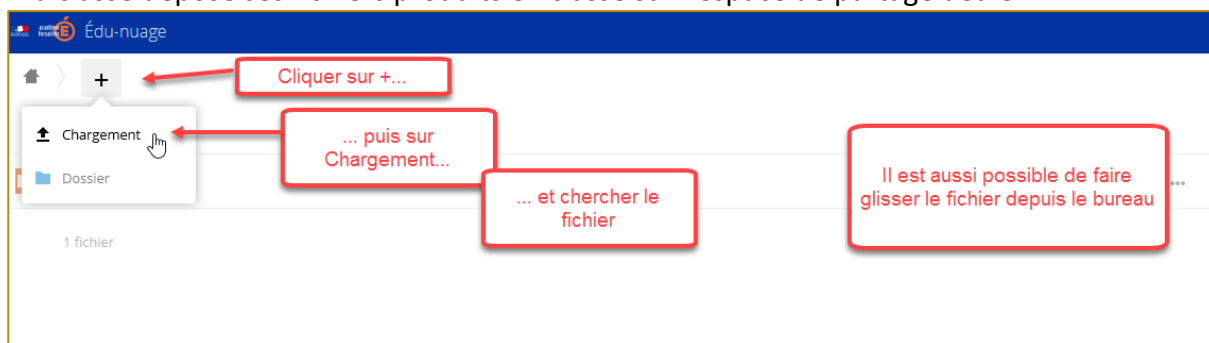 Édu-nuage
+
Cliquer sur +...
Chargement
... puis sur
Chargement...
Dossier
... et chercher le
fichier
Il est aussi possible de faire
glisser le fichier depuis le bureau
1 fichier